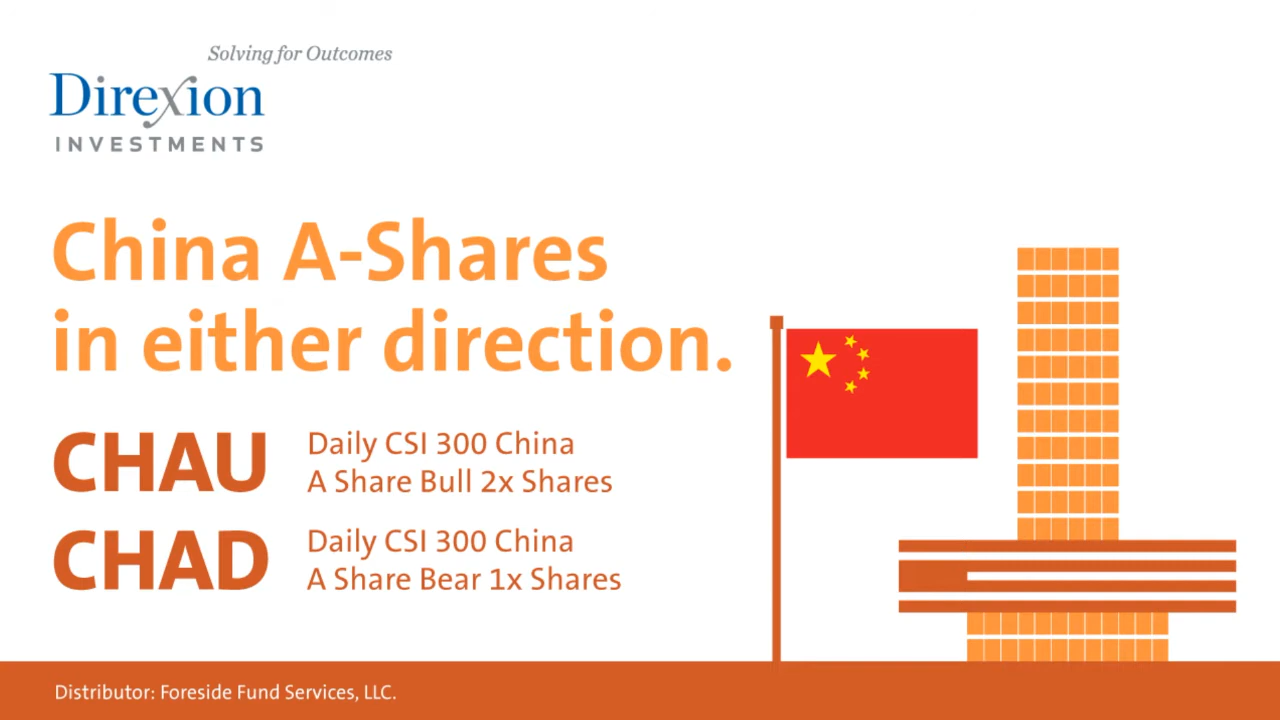 Solving for Outcomes
Direxion
INVESTMENTS
China A-Shares
in either direction.
CHAU
Daily CSI 300 China
A Share Bull 2x Shares
CHAD
Daily CSI 300 China
A Share Bear 1x Shares
Distributor: Foreside Fund Services, LLC.